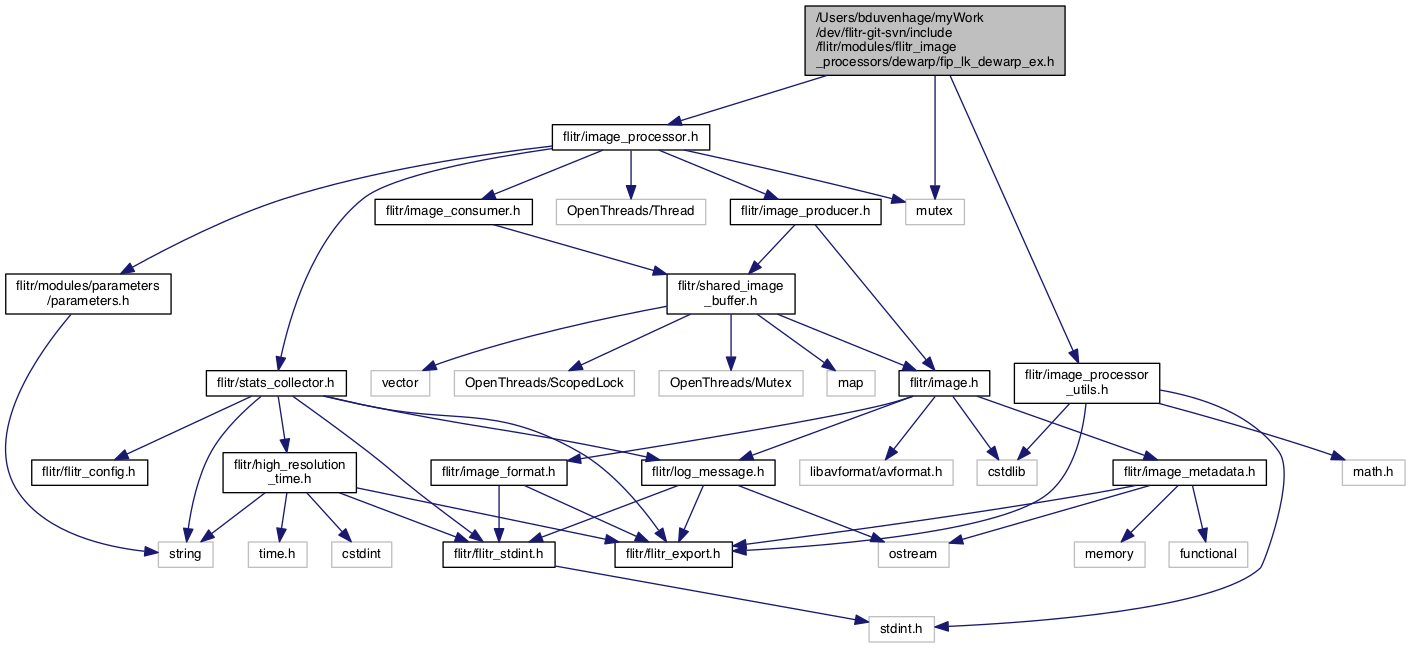 /Users/bduvenhage/myWork
/dev/flitr-git-svn/include
/flitr/modules/flitr_image
_processors/dewarp/fip_lk_dewarp_ex.h
flitr/image_processor.h
flitr/image_consumer.h
OpenThreads/Thread
flitr/image_producer.h
mutex
flitr/modules/parameters
/parameters.h
flitr/shared_image
_buffer.h
flitr/stats_collector.h
vector
OpenThreads/ScopedLock
OpenThreads/Mutex
map
flitr/image.h
flitr/image_processor
_utils.h
flitr/flitr_config.h
flitr/high_resolution
_time.h
flitr/image_format.h
flitr/log_message.h
libavformat/avformat.h
cstdlib
flitr/image_metadata.h
math.h
string
time.h
cstdint
flitr/flitr_stdint.h
flitr/flitr_export.h
ostream
memory
functional
stdint.h